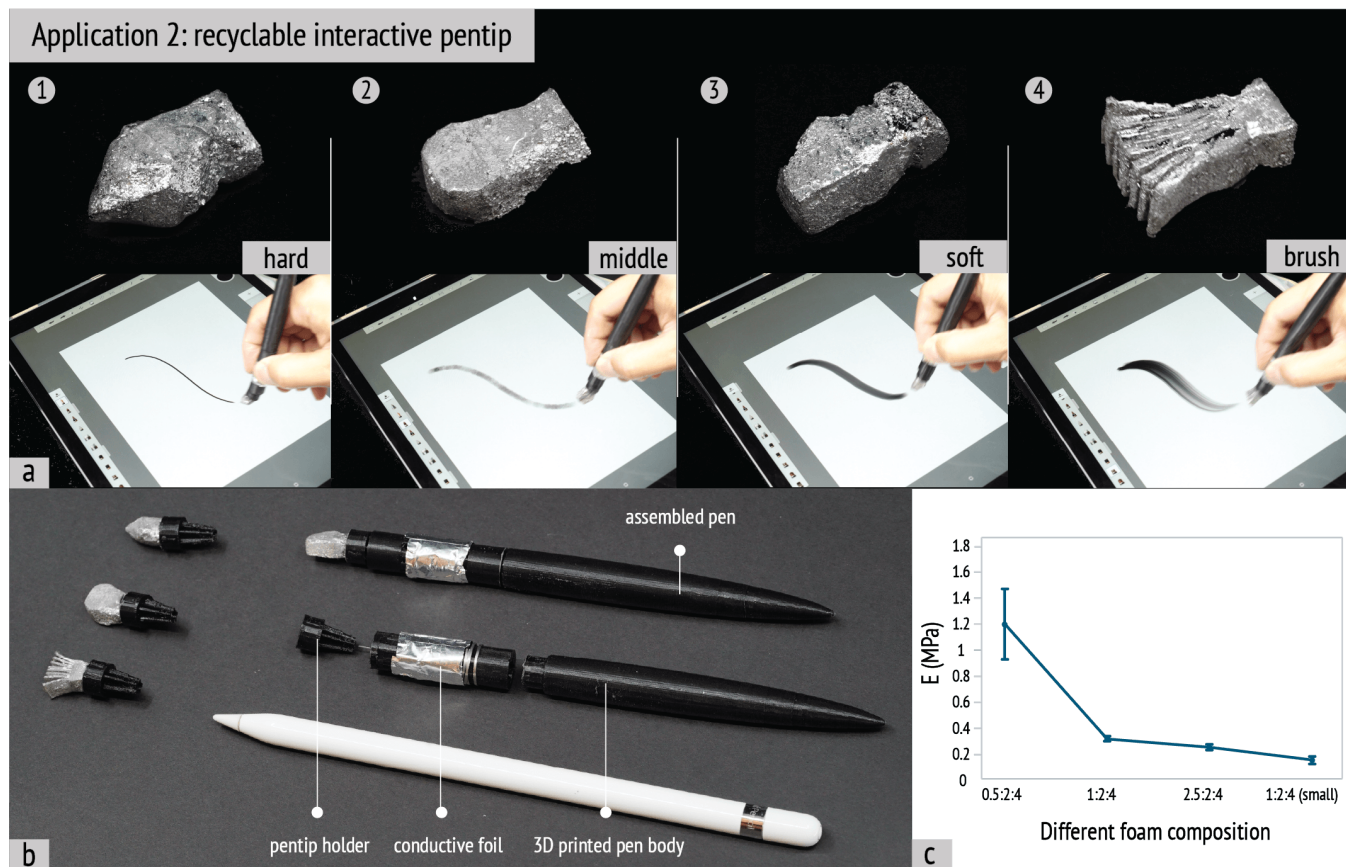 Application 2: recyclable interactive pentip
1
2
3
4
hard
middle
soft
brush
a
assembled pen
pentip holder
conductive foil
3D printed pen body
b
1.8
1.6
1.4
1.2
1
0.8
0.6
0.4
0.2
0
E (MPa)
0.5:2:4
1:2:4
2.5:2:4
1:2:4 (small)
Different foam composition
c